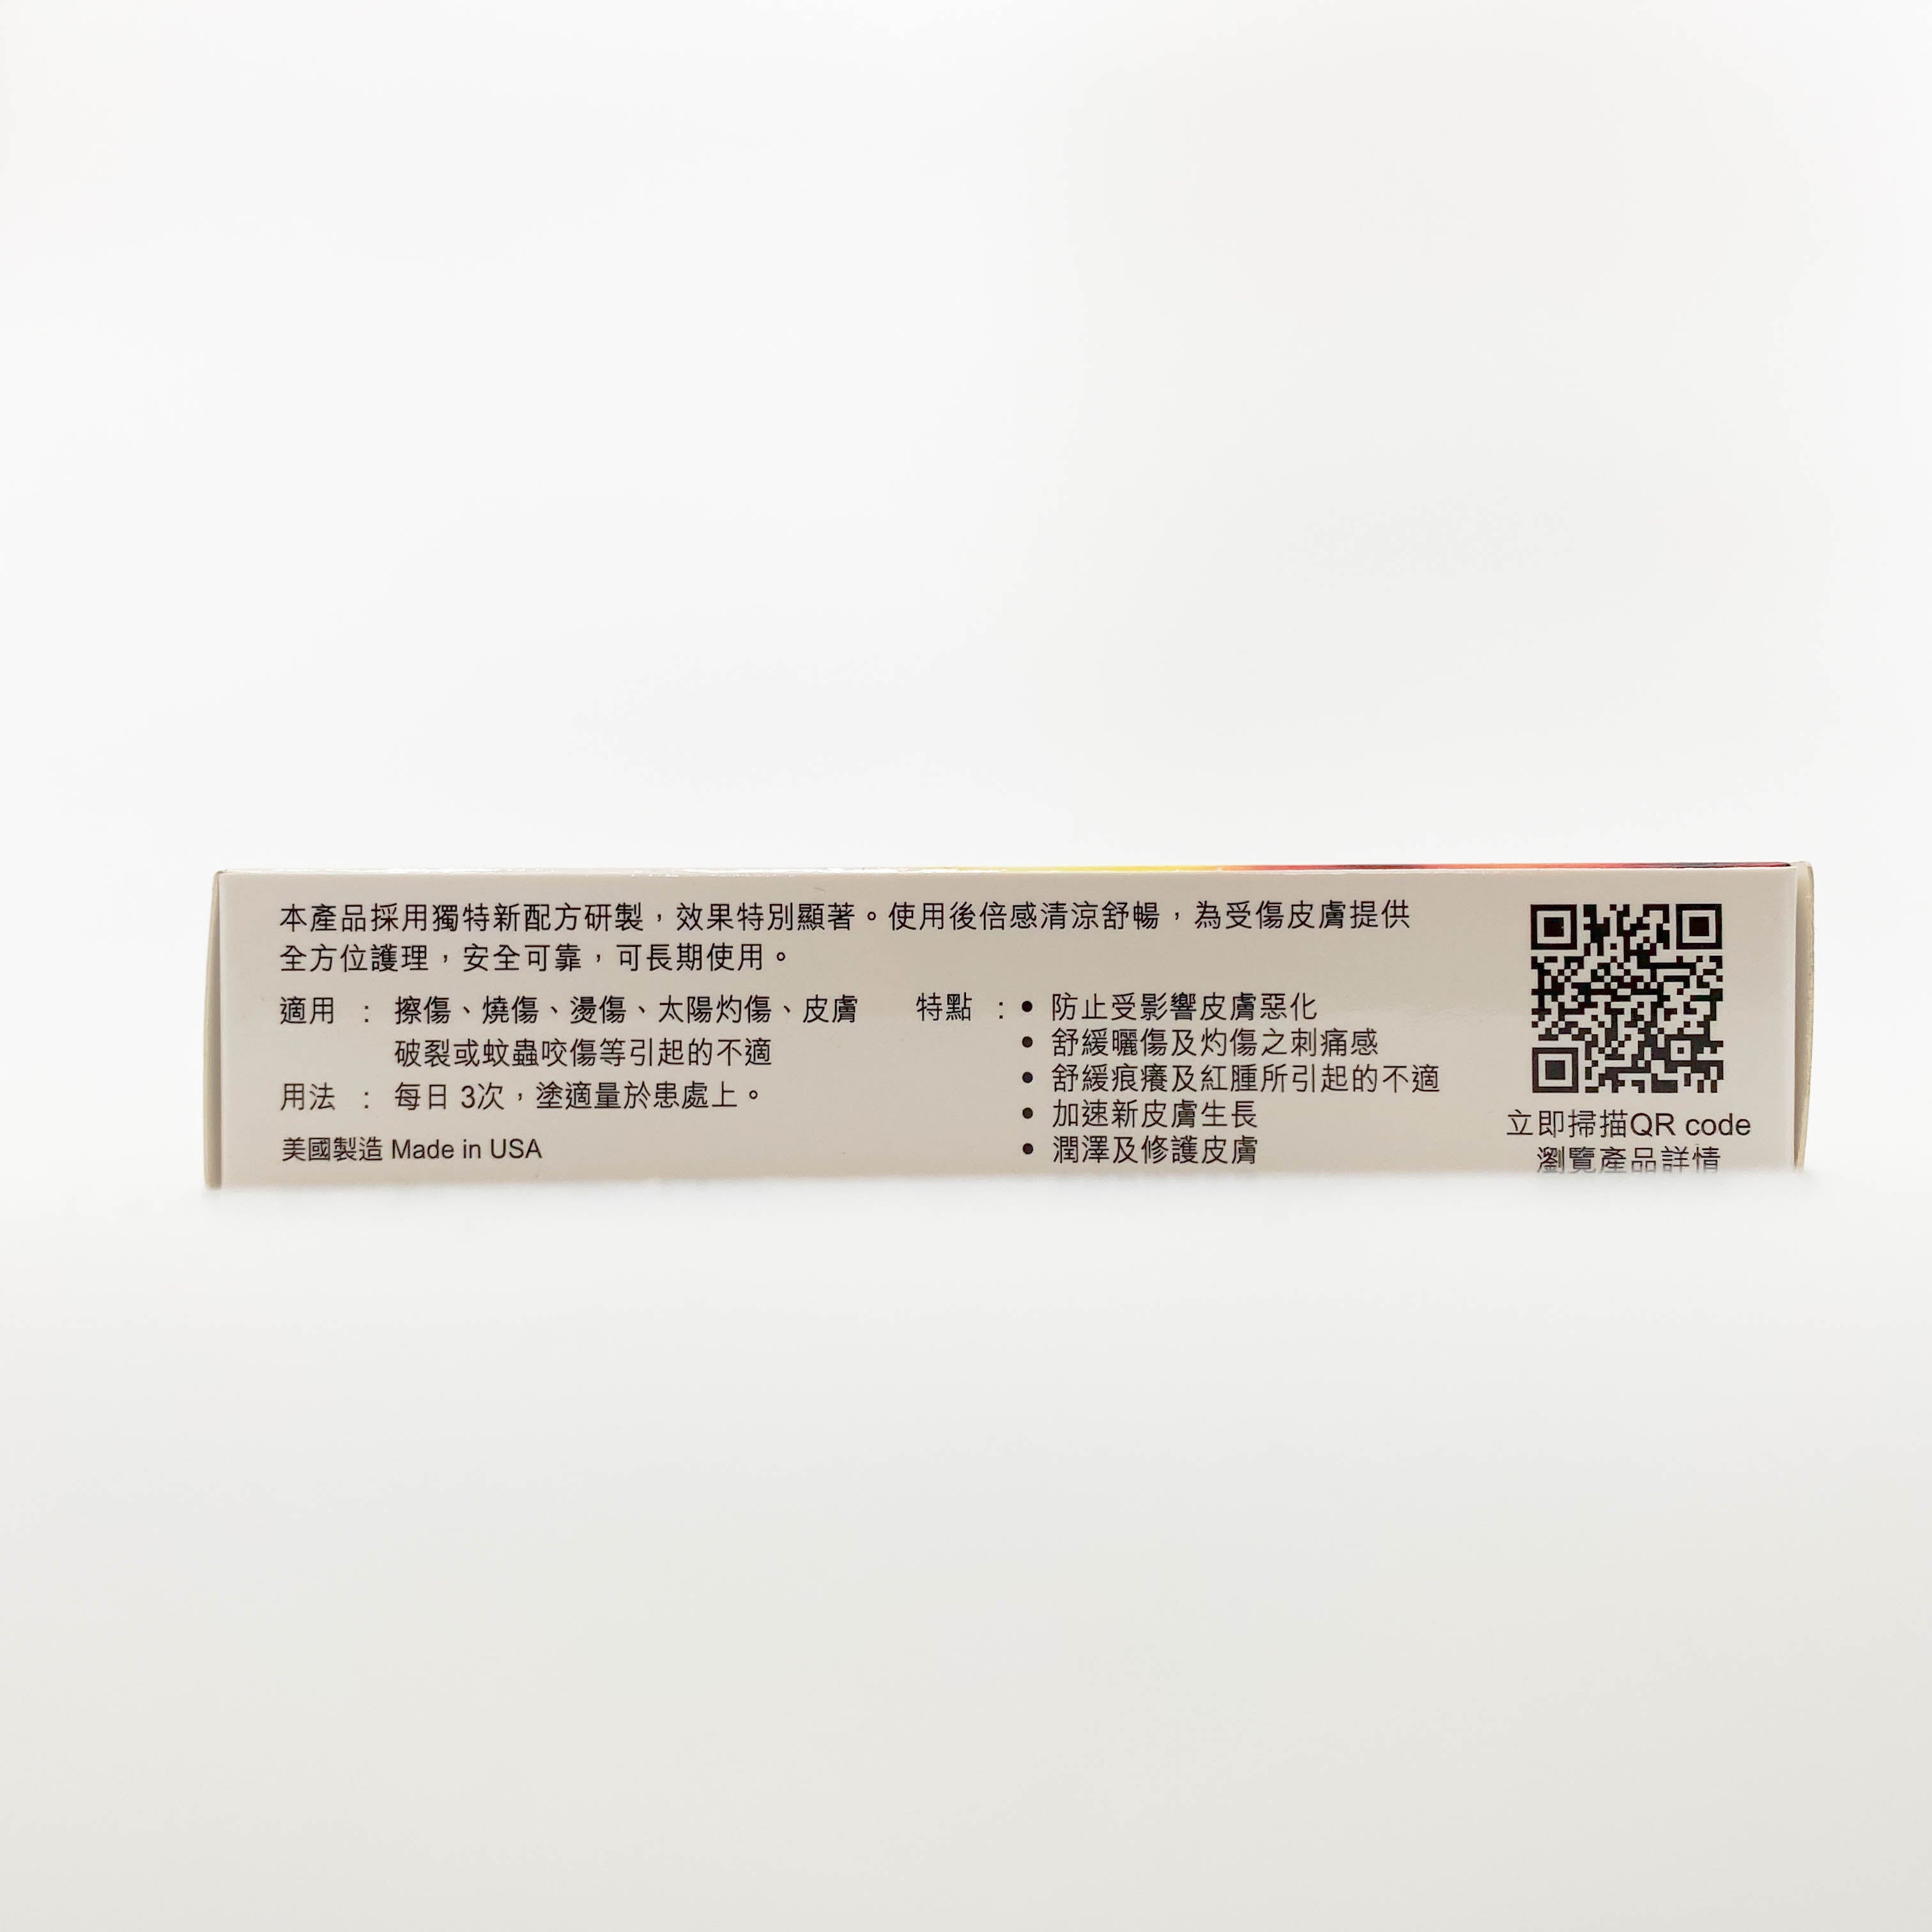 本產品採用獨特新配方研製，效果特別顯著。使用後倍感清涼舒暢，為受傷皮膚提供
全方位護理，安全可靠，可長期使用。
適用 : 擦傷、燒傷、燙傷、太陽灼傷、皮膚
破裂或蚊蟲咬傷等引起的不適
用法 : 每日 3次，塗適量於患處上。
美國製造 Made in USA
特點 : • 防止受影響皮膚惡化
• 舒緩曬傷及灼傷之刺痛感
• 舒緩痕癢及紅腫所引起的不適
• 加速新皮膚生長
• 潤澤及修護皮膚
立即掃描QR code
瀏覽產品詳情